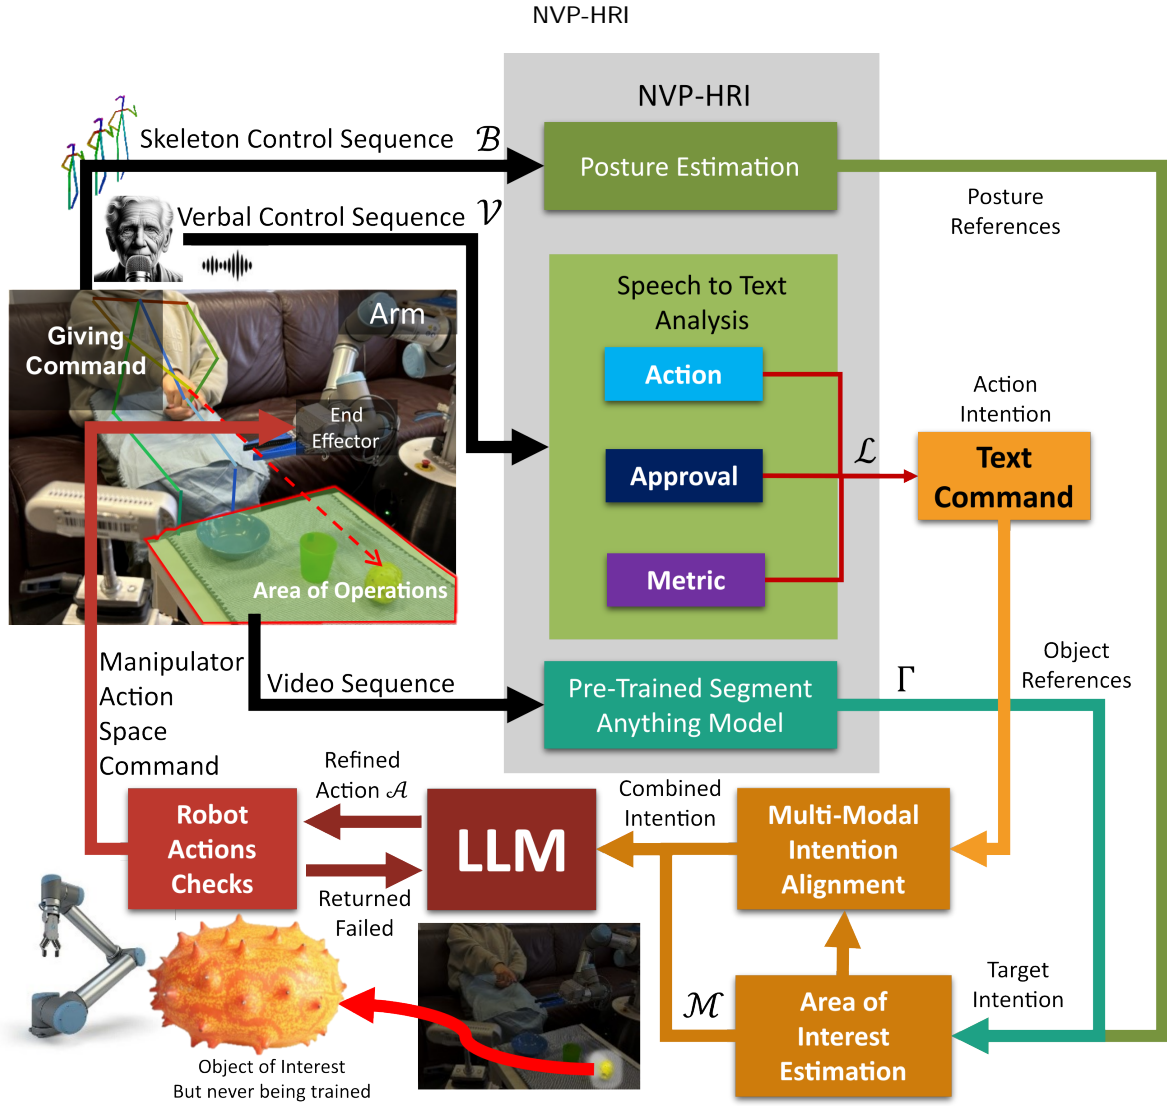 NVP-HRI
NVP-HRI
Skeleton Control Sequence ℬ
Posture Estimation
Posture
References
Verbal Control Sequence 𝒱
Speech to Text
Analysis
Giving
Command
Arm
End
Effector
Action
Approval
Metric
ℒ
Action
Intention
Text
Command
Area of Operations
Manipulator
Action
Space
Command
Video Sequence
Pre-Trained Segment
Anything Model
Γ
Object
References
Refined
Action 𝒜
Combined
Intention
Robot
Actions
Checks
LLM
Multi-Modal
Intention
Alignment
Returned
Failed
ℳ
Area of
Interest
Estimation
Target
Intention
Object of Interest
But never being trained